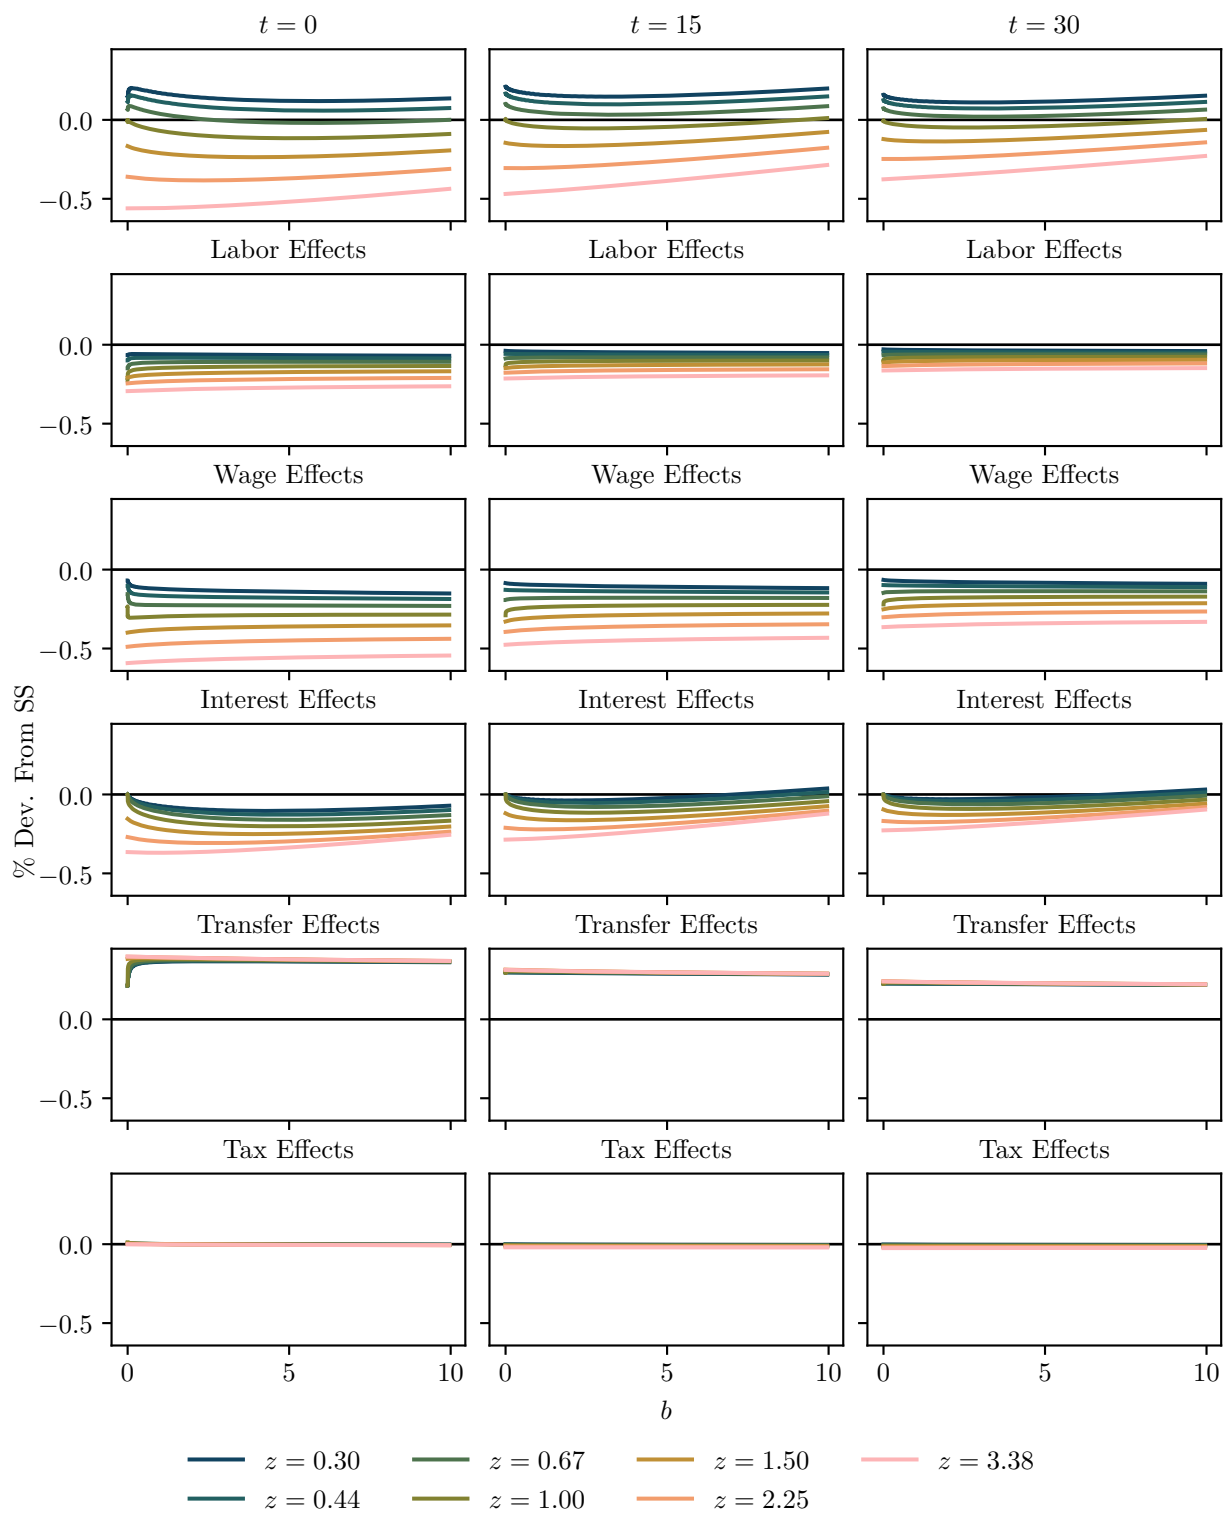 t = 0
t = 15
t = 30
0.0
−0.5
Labor Effects
Labor Effects
Labor Effects
0.0
−0.5
Wage Effects
Wage Effects
Wage Effects
0.0
−0.5
Interest Effects
Interest Effects
Interest Effects
0.0
−0.5
% Dev. From SS
Transfer Effects
Transfer Effects
Transfer Effects
0.0
−0.5
Tax Effects
Tax Effects
Tax Effects
0.0
−0.5
0 5 10
0 5 10
0 5 10
b
z = 0.30
z = 0.67
z = 1.50
z = 3.38
z = 0.44
z = 1.00
z = 2.25